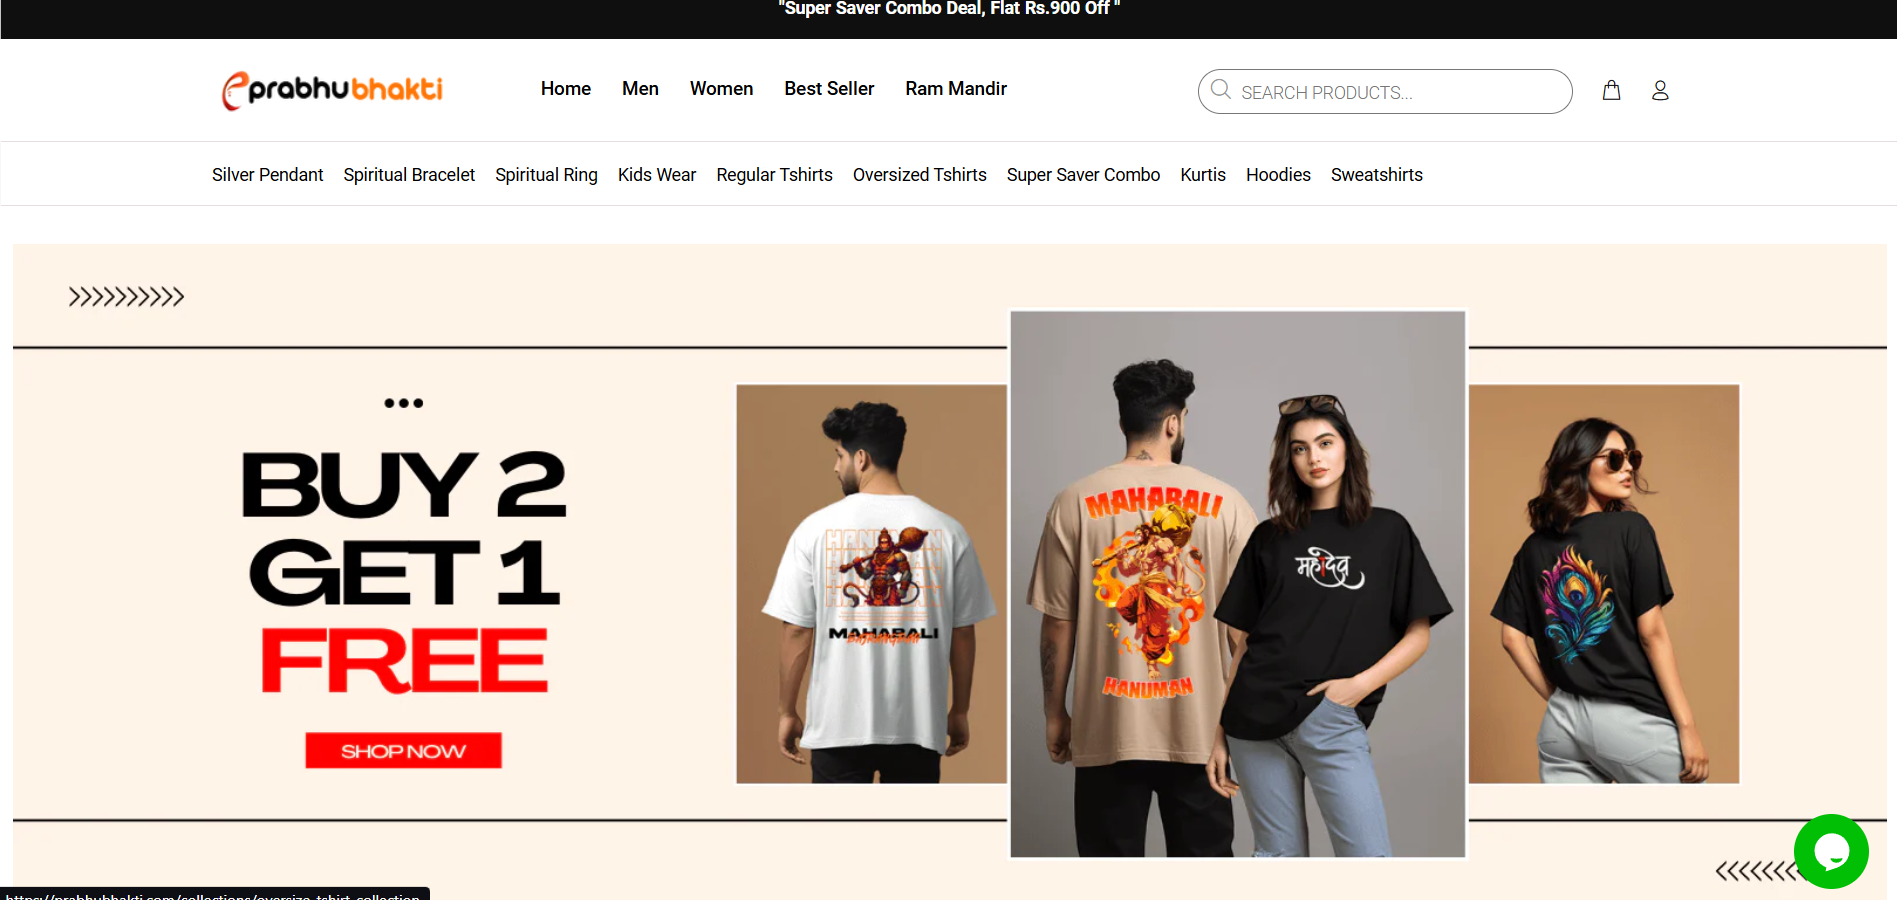 "Super Saver Combo Deal, Flat Rs.900 Off "
eprabhubhakti
Home Men Women Best Seller Ram Mandir
SEARCH PRODUCTS...
Silver Pendant Spiritual Bracelet Spiritual Ring Kids Wear Regular Tshirts Oversized Tshirts Super Saver Combo Kurtis Hoodies Sweatshirts
BUY 2
GET 1
FREE
SHOP NOW
MAHABALI
MAHABALI
HANUMAN
महादेव
https://prabhubhakti.com/collections/oversize-tshirt-collection